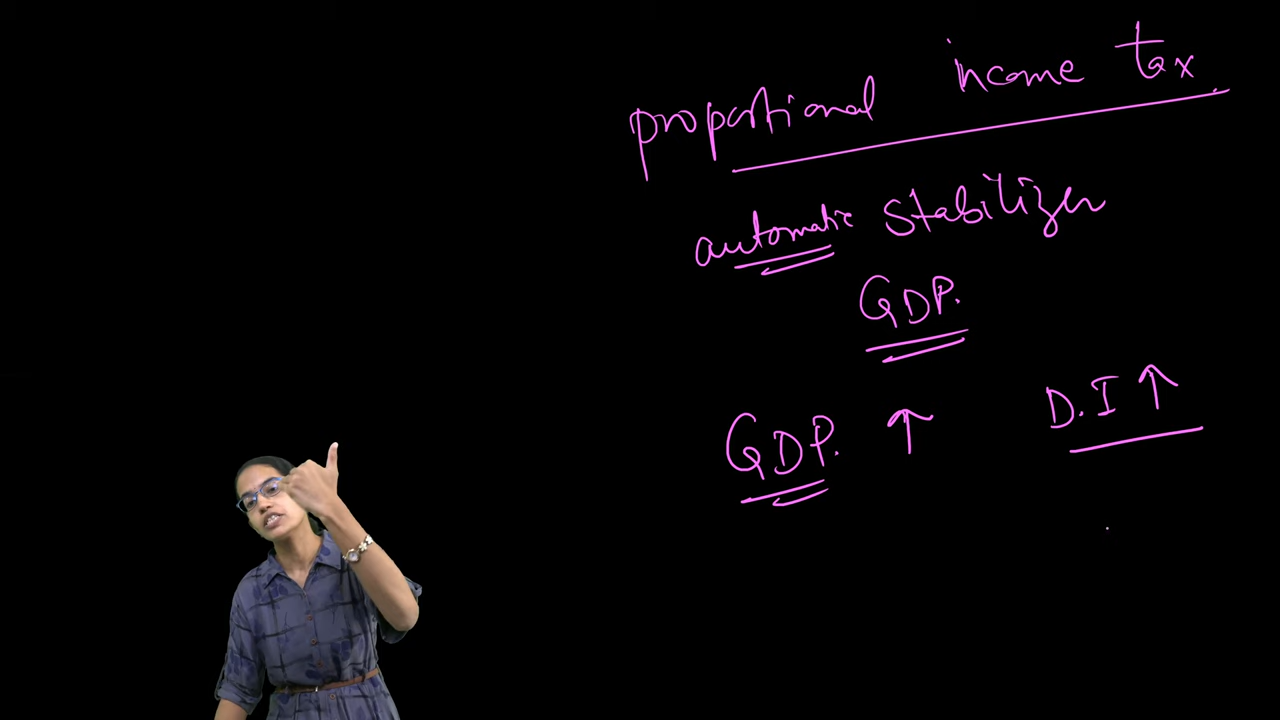 proportional income tax
automatic stabilizer
GDP.
GDP. ↑ D.I ↑